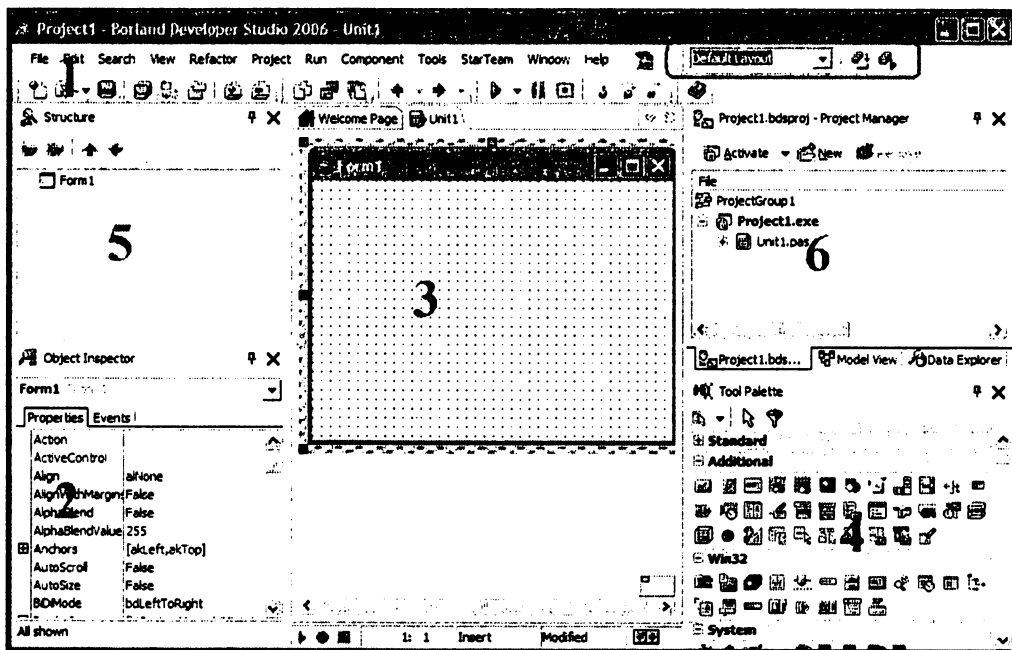 Project1 - Borland Developer Studio 2006 - Unit1
File Edit Search View Refactor Project Run Component Tools StarTeam Window Help
Default Layout
1
Structure
Form1
5
Welcome Page Unit1
Form1
3
Project1.bdsproj - Project Manager
Activate New
File
ProjectGroup1
Project1.exe
Unit1.pas
6
Project1.bds... Model View Data Explorer
Object Inspector
Form1
Properties Events
Action
ActiveControl
Align alNone
AlignWithMargins False
AlphaBlend False
AlphaBlendValue 255
Anchors [akLeft,akTop]
AutoScroll False
AutoSize False
BDiMode bdLeftToRight
2
All shown
1: 1 Insert Modified
Tool Palette
Standard
Additional
4
Win32
System